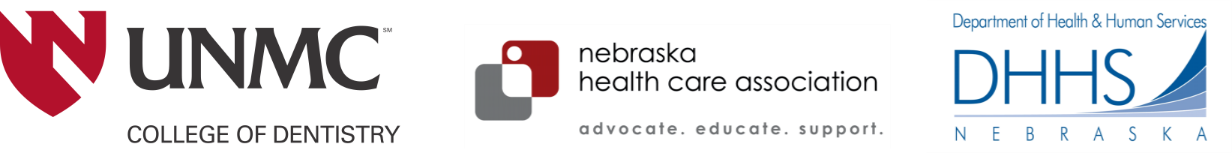 UNMC℠
COLLEGE OF DENTISTRY
nebraska
health care association
advocate. educate. support.
Department of Health & Human Services
DHHS
NEBRASKA